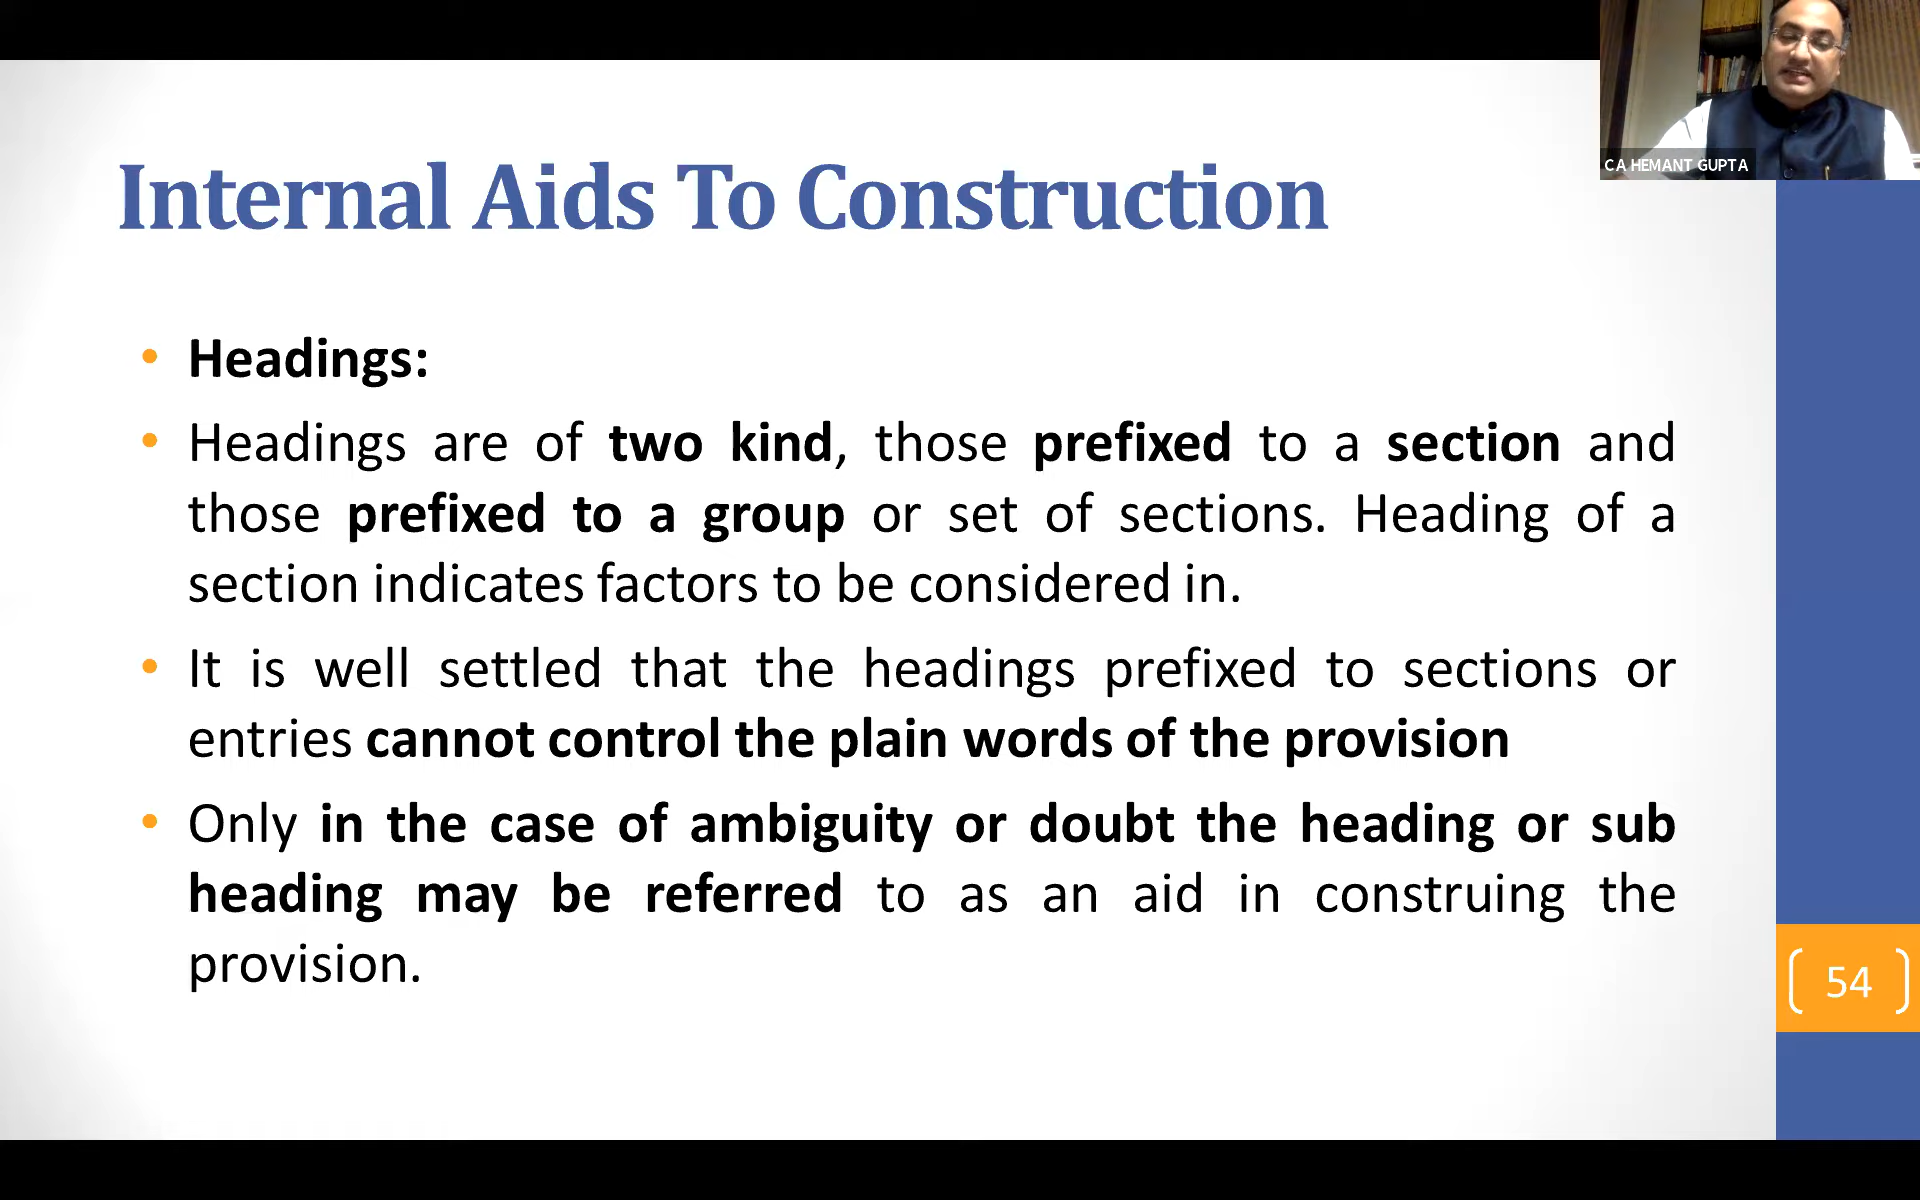 CA HEMANT GUPTA
Internal Aids To Construction
• Headings:
• Headings are of two kind, those prefixed to a section and
those prefixed to a group or set of sections. Heading of a
section indicates factors to be considered in.
• It is well settled that the headings prefixed to sections or
entries cannot control the plain words of the provision
• Only in the case of ambiguity or doubt the heading or sub
heading may be referred to as an aid in construing the
provision.
54